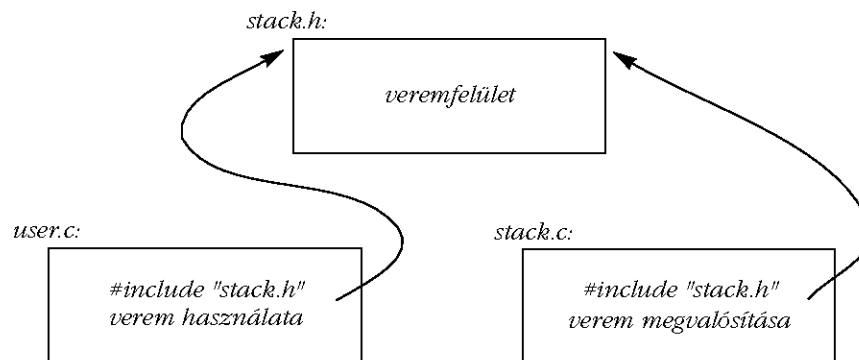 stack.h:
veremfelület
user.c:
stack.c:
#include "stack.h"
verem használata
#include "stack.h"
verem megvalósítása